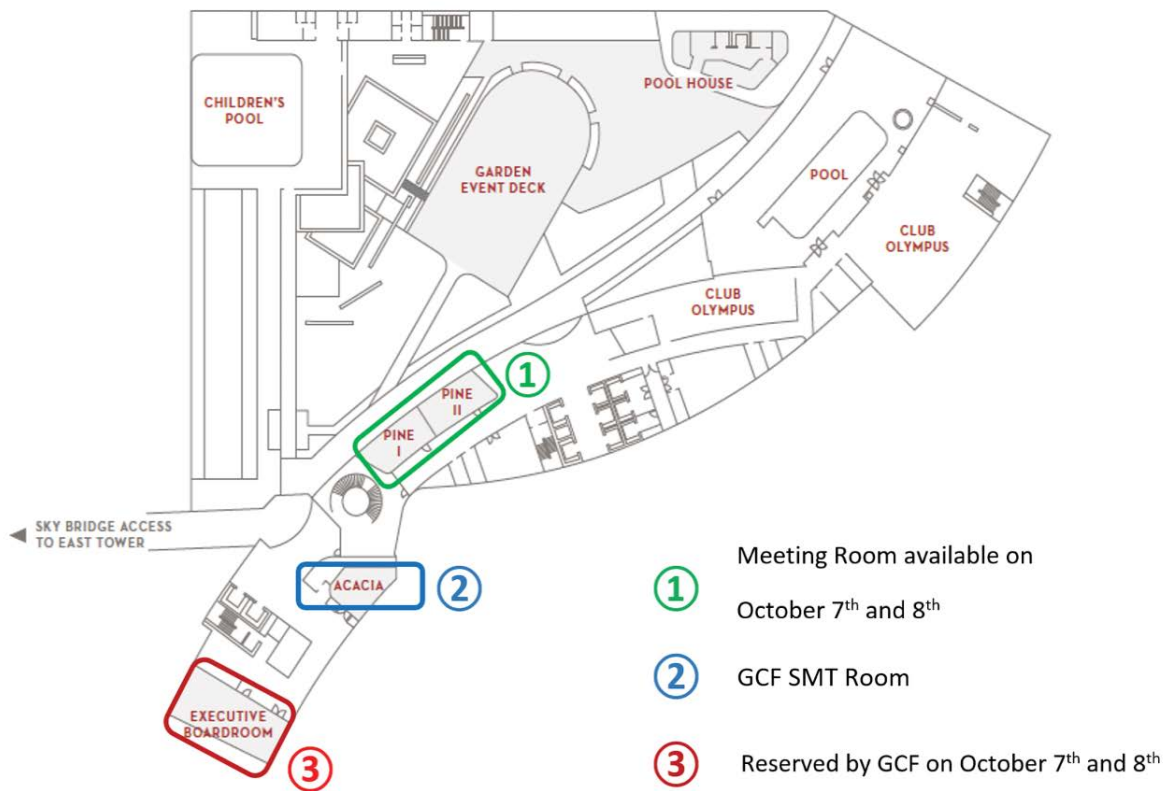 CHILDREN'S
POOL
POOL HOUSE
GARDEN
EVENT DECK
POOL
CLUB
OLYMPUS
CLUB
OLYMPUS
PINE
II
PINE
I
1
SKY BRIDGE ACCESS
TO EAST TOWER
ACACIA
2
EXECUTIVE
BOARDROOM
3
1 Meeting Room available on
October 7th and 8th
2 GCF SMT Room
3 Reserved by GCF on October 7th and 8th